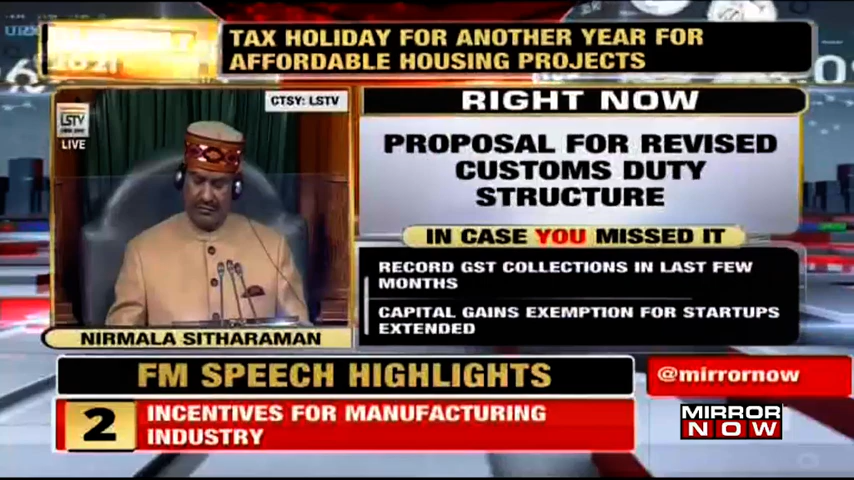 TAX HOLIDAY FOR ANOTHER YEAR FOR
AFFORDABLE HOUSING PROJECTS
CTSY: LSTV
LSTV
LIVE
NIRMALA SITHARAMAN
RIGHT NOW
PROPOSAL FOR REVISED
CUSTOMS DUTY
STRUCTURE
IN CASE YOU MISSED IT
RECORD GST COLLECTIONS IN LAST FEW
MONTHS
CAPITAL GAINS EXEMPTION FOR STARTUPS
EXTENDED
FM SPEECH HIGHLIGHTS
@mirrornow
2
INCENTIVES FOR MANUFACTURING
INDUSTRY
MIRROR
NOW